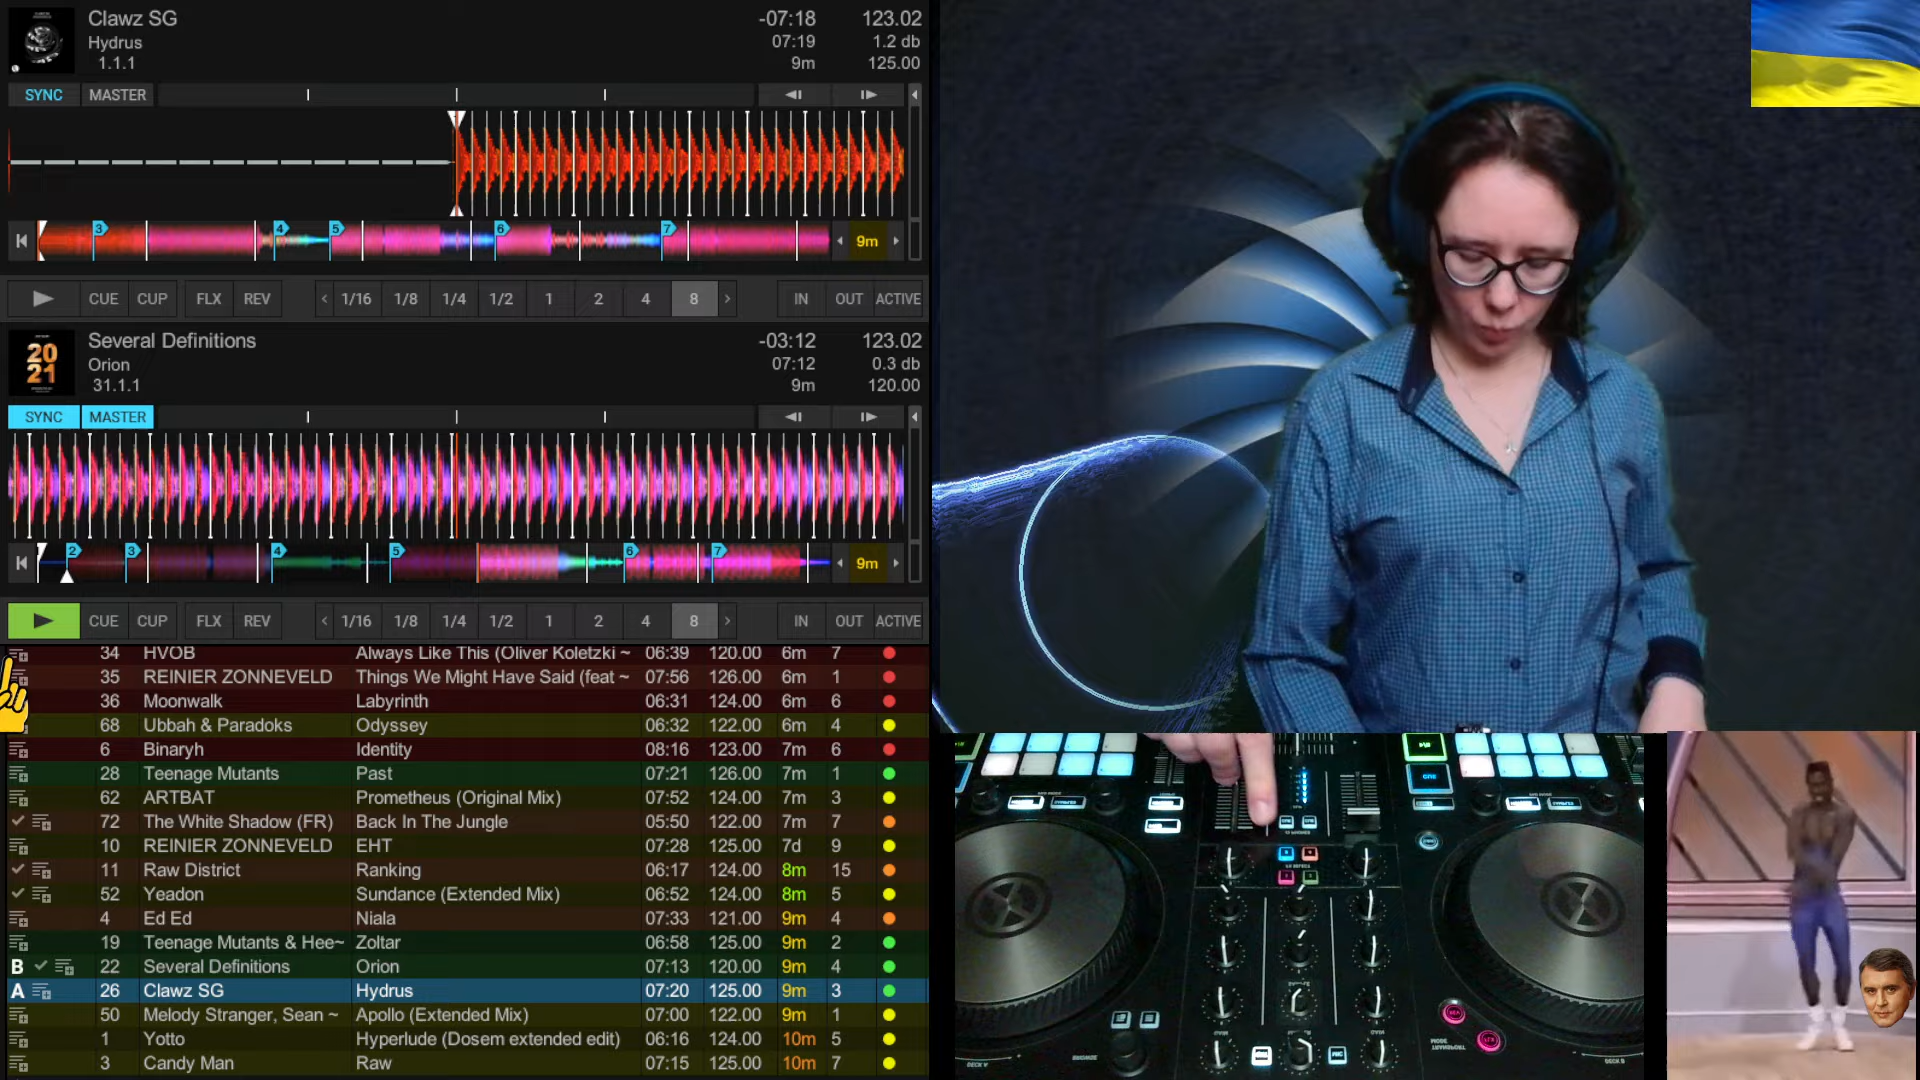 Clawz SG -07:18 123.02
Hydrus 07:19 1.2 db
1.1.1 9m 125.00
SYNC MASTER
3 4 5 6 7 9m
CUE CUP FLX REV 1/16 1/8 1/4 1/2 1 2 4 8 IN OUT ACTIVE
20
21
Several Definitions -03:12 123.02
Orion 07:12 0.3 db
31.1.1 9m 120.00
SYNC MASTER
2 3 4 5 6 7 9m
CUE CUP FLX REV 1/16 1/8 1/4 1/2 1 2 4 8 IN OUT ACTIVE
34 HVOB Always Like This (Oliver Koletzki ~ 06:39 120.00 6m 7
35 REINIER ZONNEVELD Things We Might Have Said (feat ~ 07:56 126.00 6m 1
36 Moonwalk Labyrinth 06:31 124.00 6m 6
68 Ubbah & Paradoks Odyssey 06:32 122.00 6m 4
6 Binaryh Identity 08:16 123.00 7m 6
28 Teenage Mutants Past 07:21 126.00 7m 1
62 ARTBAT Prometheus (Original Mix) 07:52 124.00 7m 3
72 The White Shadow (FR) Back In The Jungle 05:50 122.00 7m 7
10 REINIER ZONNEVELD EHT 07:28 125.00 7d 9
11 Raw District Ranking 06:17 124.00 8m 15
52 Yeadon Sundance (Extended Mix) 06:52 124.00 8m 5
4 Ed Ed Niala 07:33 121.00 9m 4
19 Teenage Mutants & Hee~ Zoltar 06:58 125.00 9m 2
B 22 Several Definitions Orion 07:13 120.00 9m 4
A 26 Clawz SG Hydrus 07:20 125.00 9m 3
50 Melody Stranger, Sean ~ Apollo (Extended Mix) 07:00 122.00 9m 1
1 Yotto Hyperlude (Dosem extended edit) 06:16 124.00 10m 5
3 Candy Man Raw 07:15 125.00 10m 7